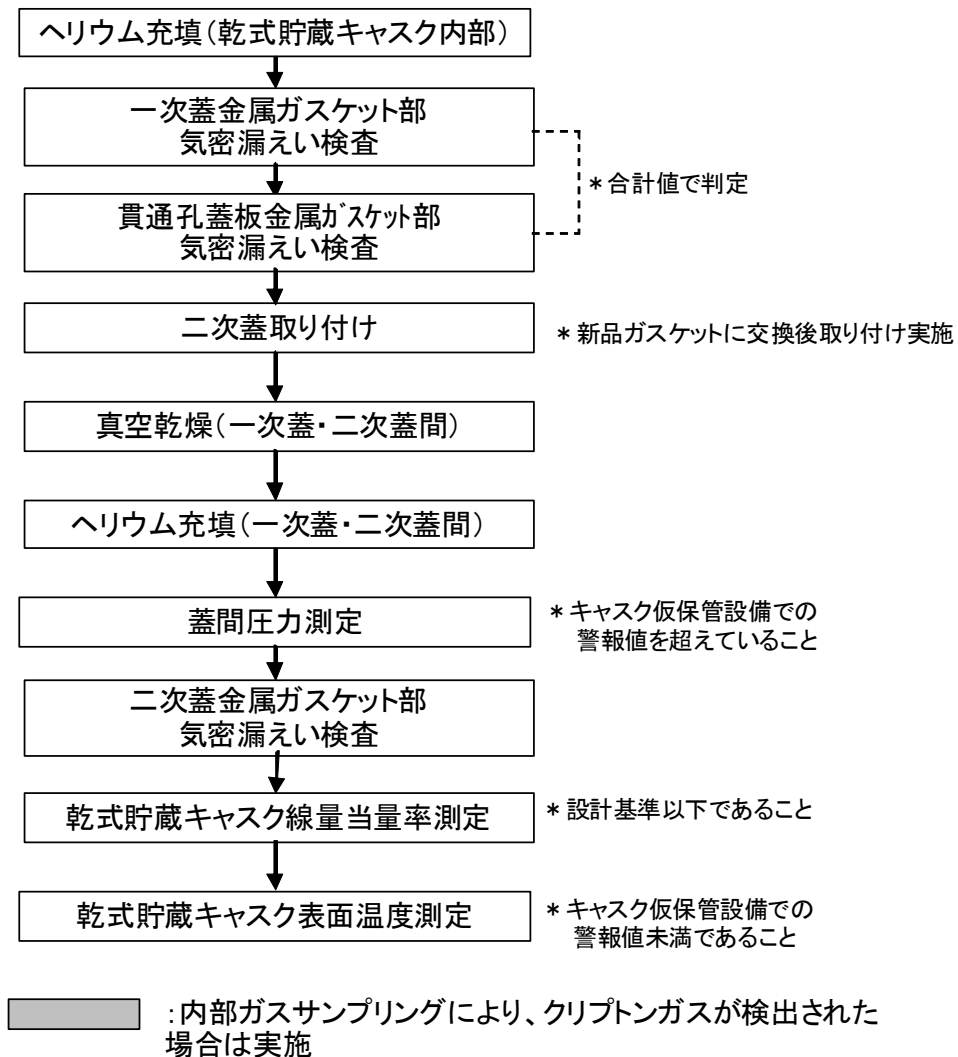 ヘリウム充填(乾式貯蔵キャスク内部)
一次蓋金属ガスケット部
気密漏えい検査
＊合計値で判定
貫通孔蓋板金属ｶﾞｽｹｯﾄ部
気密漏えい検査
二次蓋取り付け
＊新品ガスケットに交換後取り付け実施
真空乾燥(一次蓋・二次蓋間)
ヘリウム充填(一次蓋・二次蓋間)
蓋間圧力測定
＊キャスク仮保管設備での
警報値を超えていること
二次蓋金属ガスケット部
気密漏えい検査
乾式貯蔵キャスク線量当量率測定
＊設計基準以下であること
乾式貯蔵キャスク表面温度測定
＊キャスク仮保管設備での
警報値未満であること
:内部ガスサンプリングにより、クリプトンガスが検出された
場合は実施